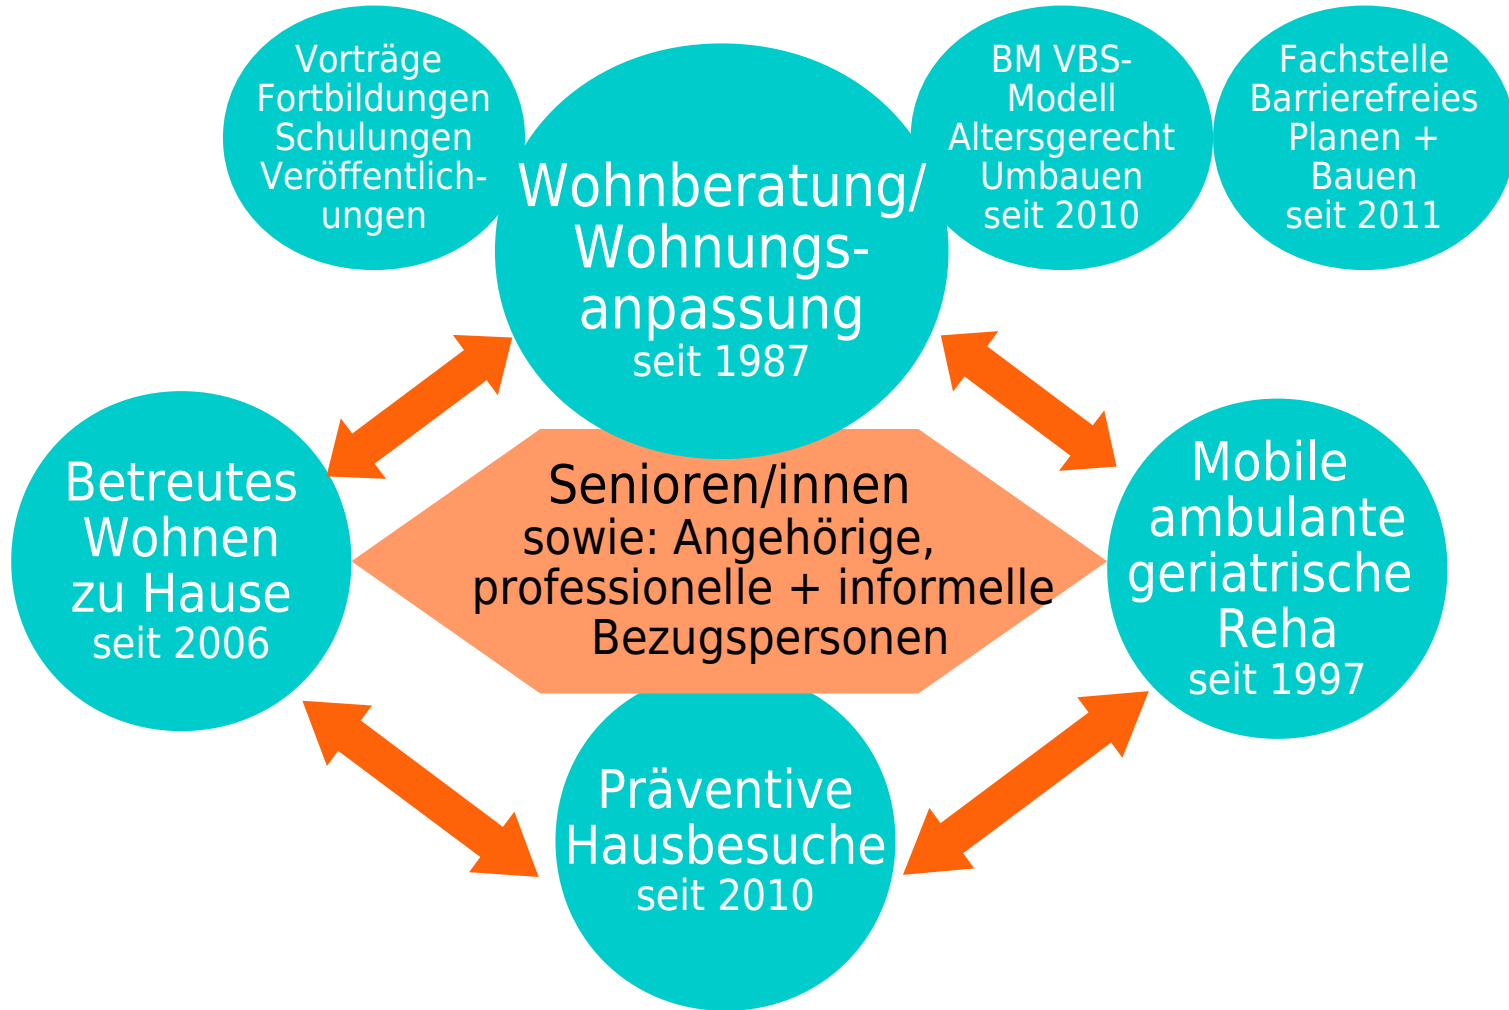 Vorträge
Fortbildungen
Schulungen
Veröffentlich-
ungen
Wohnberatung/
Wohnungs-
anpassung
seit 1987
BM VBS-
Modell
Altersgerecht
Umbauen
seit 2010
Fachstelle
Barrierefreies
Planen +
Bauen
seit 2011
Betreutes
Wohnen
zu Hause
seit 2006
Senioren/innen
sowie: Angehörige,
professionelle + informelle
Bezugspersonen
Mobile
ambulante
geriatrische
Reha
seit 1997
Präventive
Hausbesuche
seit 2010